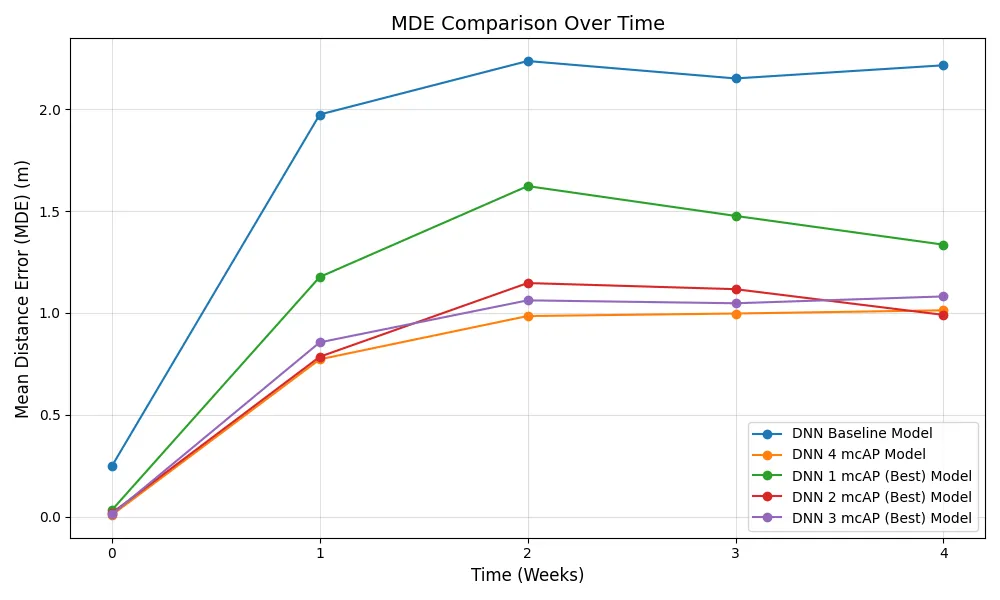 MDE Comparison Over Time
Mean Distance Error (MDE) (m)
2.0
1.5
1.0
0.5
0.0
0 1 2 3 4
Time (Weeks)
DNN Baseline Model
DNN 4 mcAP Model
DNN 1 mcAP (Best) Model
DNN 2 mcAP (Best) Model
DNN 3 mcAP (Best) Model